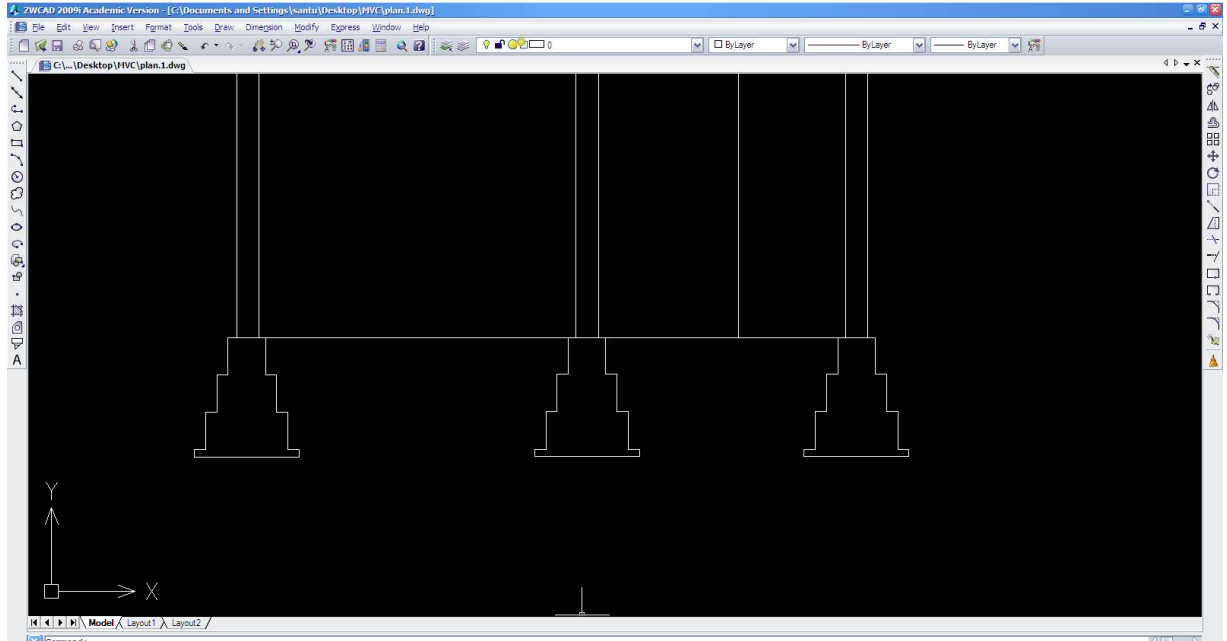 ZWCAD 2009i Academic Version - [C:\Documents and Settings\santu\Desktop\MVC\plan.1.dwg]
File Edit View Insert Format Tools Draw Dimension Modify Express Window Help
0 ByLayer ByLayer ByLayer
C:\...\Desktop\MVC\plan.1.dwg
A
Y
X
Model Layout1 Layout2